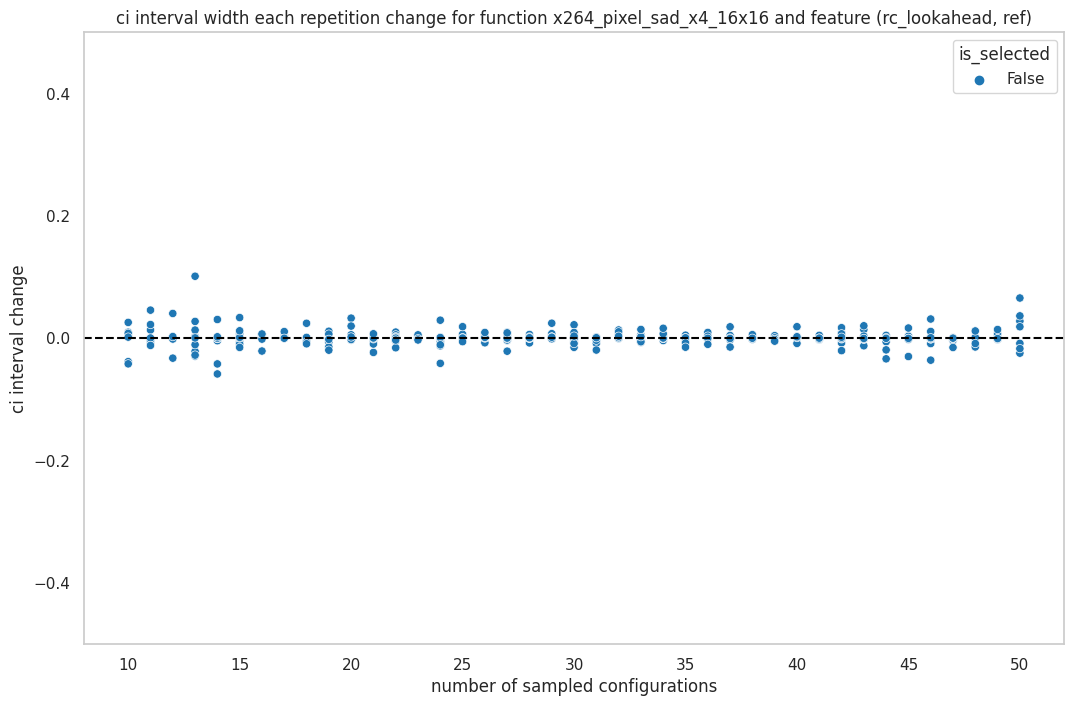 ci interval width each repetition change for function x264_pixel_sad_x4_16x16 and feature (rc_lookahead, ref)
is_selected
False
ci interval change
0.4
0.2
0.0
−0.2
−0.4
10 15 20 25 30 35 40 45 50
number of sampled configurations